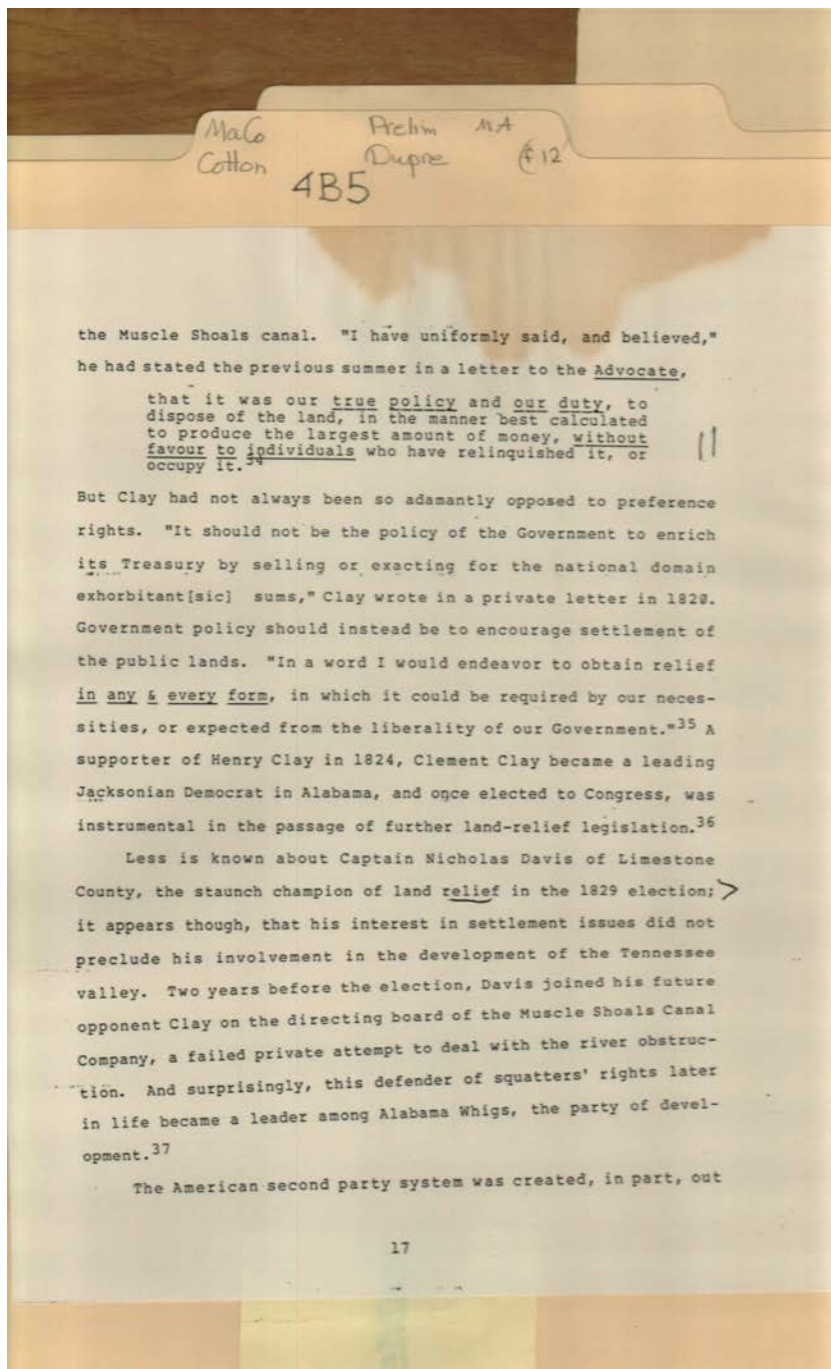 MaCo Prelim MA
Cotton Dupre
4B5
the Muscle Shoals canal. "I have uniformly said, and believed,"
he had stated the previous summer in a letter to the Advocate,
that it was our true policy and our duty, to
dispose of the land, in the manner best calculated
to produce the largest amount of money, without
favour to individuals who have relinquished it, or
occupy it.34
But Clay had not always been so adamantly opposed to preference
rights. "It should not be the policy of the Government to enrich
its Treasury by selling or exacting for the national domain
exhorbitant[sic] sums," Clay wrote in a private letter in 1820.
Government policy should instead be to encourage settlement of
the public lands. "In a word I would endeavor to obtain relief
in any & every form, in which it could be required by our neces-
sities, or expected from the liberality of our Government."35 A
supporter of Henry Clay in 1824, Clement Clay became a leading
Jacksonian Democrat in Alabama, and once elected to Congress, was
instrumental in the passage of further land-relief legislation.36
Less is known about Captain Nicholas Davis of Limestone
County, the staunch champion of land relief in the 1829 election;
it appears though, that his interest in settlement issues did not
preclude his involvement in the development of the Tennessee
valley. Two years before the election, Davis joined his future
opponent Clay on the directing board of the Muscle Shoals Canal
Company, a failed private attempt to deal with the river obstruc-
tion. And surprisingly, this defender of squatters' rights later
in life became a leader among Alabama Whigs, the party of devel-
opment.37
The American second party system was created, in part, out
17